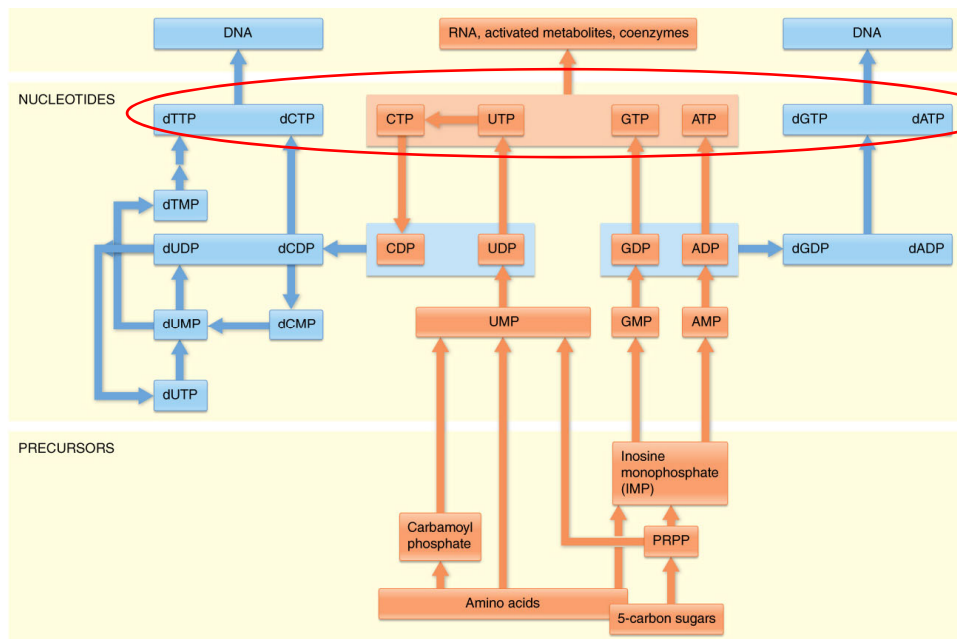 DNA
RNA, activated metabolites, coenzymes
DNA
NUCLEOTIDES
dTTP dCTP
CTP
UTP
GTP
ATP
dGTP dATP
dTMP
dUDP dCDP
CDP
UDP
GDP
ADP
dGDP dADP
dUMP
dCMP
UMP
GMP
AMP
dUTP
PRECURSORS
Inosine
monophosphate
(IMP)
Carbamoyl
phosphate
PRPP
Amino acids
5-carbon sugars